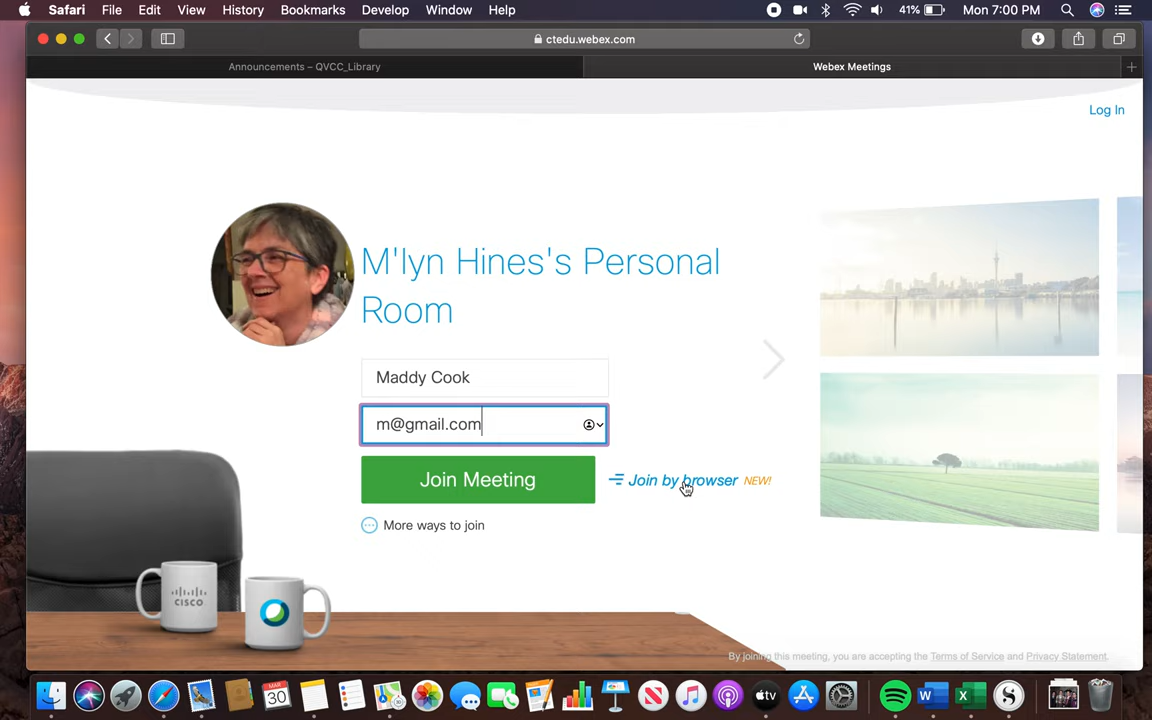 Safari File Edit View History Bookmarks Develop Window Help 41% Mon 7:00 PM
ctedu.webex.com
Announcements – QVCC_Library Webex Meetings
Log In
M'lyn Hines's Personal
Room
Maddy Cook
m@gmail.com
Join Meeting Join by browser NEW!
More ways to join
CISCO
By joining this meeting, you are accepting the Terms of Service and Privacy Statement.
MAR
30
tv
W X S